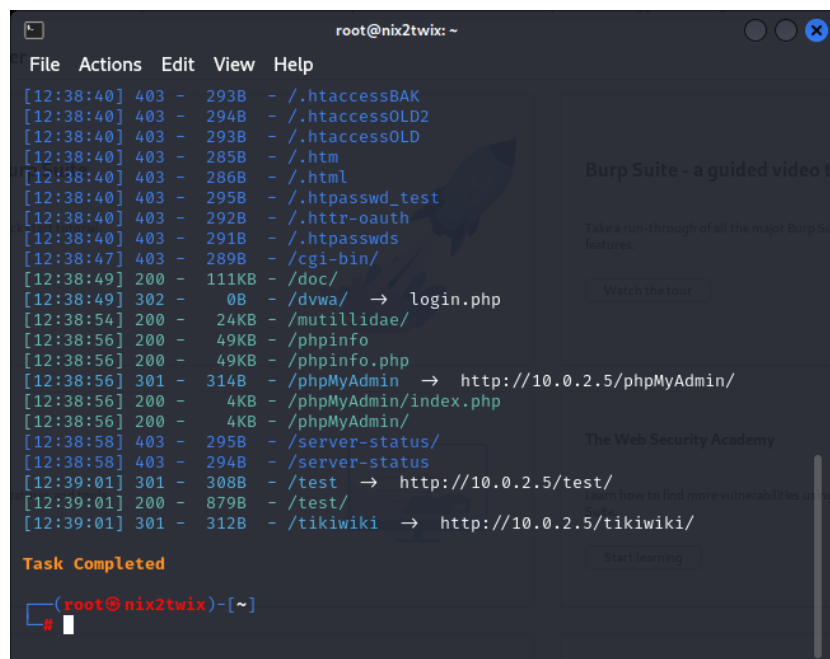 root@nix2twix: ~
File Actions Edit View Help
[12:38:40] 403 - 293B - /.htaccessBAK
[12:38:40] 403 - 294B - /.htaccessOLD2
[12:38:40] 403 - 293B - /.htaccessOLD
[12:38:40] 403 - 285B - /.htm
[12:38:40] 403 - 286B - /.html
[12:38:40] 403 - 295B - /.htpasswd_test
[12:38:40] 403 - 292B - /.httr-oauth
[12:38:40] 403 - 291B - /.htpasswds
[12:38:47] 403 - 289B - /cgi-bin/
[12:38:49] 200 - 111KB - /doc/
[12:38:49] 302 - 0B - /dvwa/ → login.php
[12:38:54] 200 - 24KB - /mutillidae/
[12:38:56] 200 - 49KB - /phpinfo
[12:38:56] 200 - 49KB - /phpinfo.php
[12:38:56] 301 - 314B - /phpMyAdmin → http://10.0.2.5/phpMyAdmin/
[12:38:56] 200 - 4KB - /phpMyAdmin/index.php
[12:38:56] 200 - 4KB - /phpMyAdmin/
[12:38:58] 403 - 295B - /server-status/
[12:38:58] 403 - 294B - /server-status
[12:39:01] 301 - 308B - /test → http://10.0.2.5/test/
[12:39:01] 200 - 879B - /test/
[12:39:01] 301 - 312B - /tikiwiki → http://10.0.2.5/tikiwiki/
Task Completed
┌──(root㉿nix2twix)-[~]
└─#
Burp Suite - a guided video
Take a run-through of all the major Burp
features.
Watch the tour
The Web Security Academy
Learn how to find more vulnerabilities
Suite.
Start learning